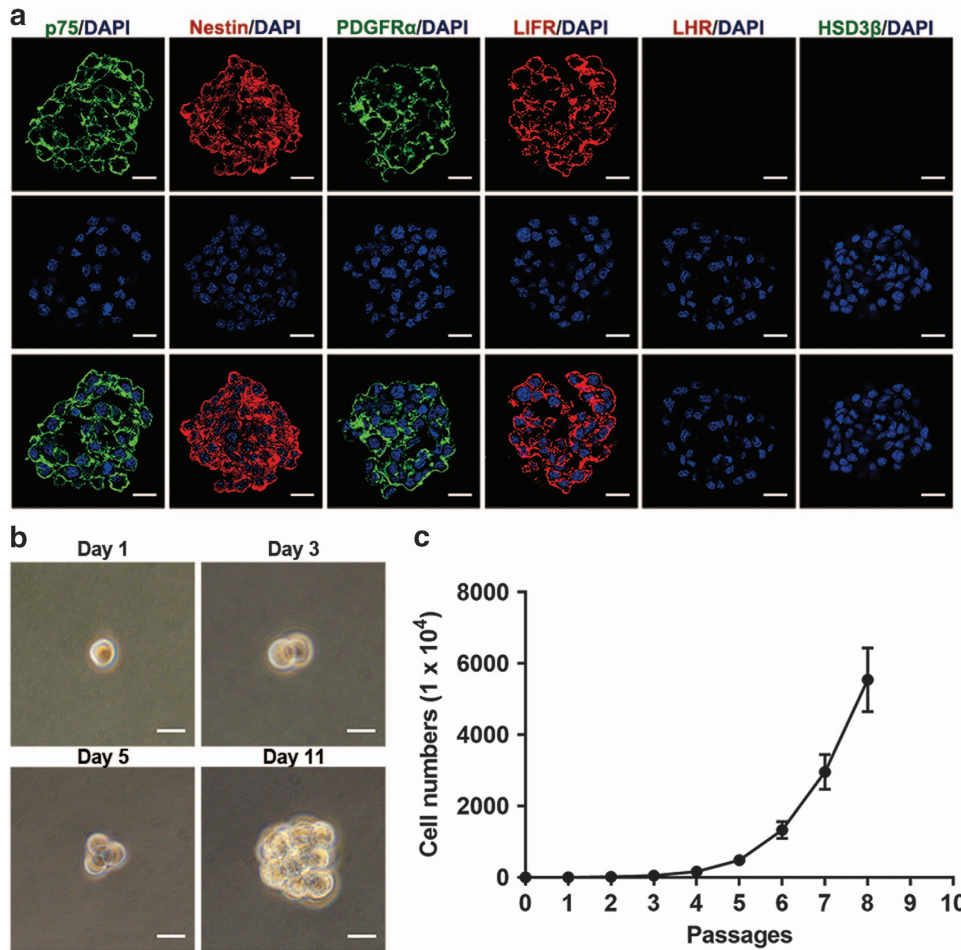 a
p75/DAPI Nestin/DAPI PDGFRα/DAPI LIFR/DAPI LHR/DAPI HSD3β/DAPI
b
Day 1 Day 3
Day 5 Day 11
c
Cell numbers (1 x 10⁴)
8000
6000
4000
2000
0
0 1 2 3 4 5 6 7 8 9 10
Passages